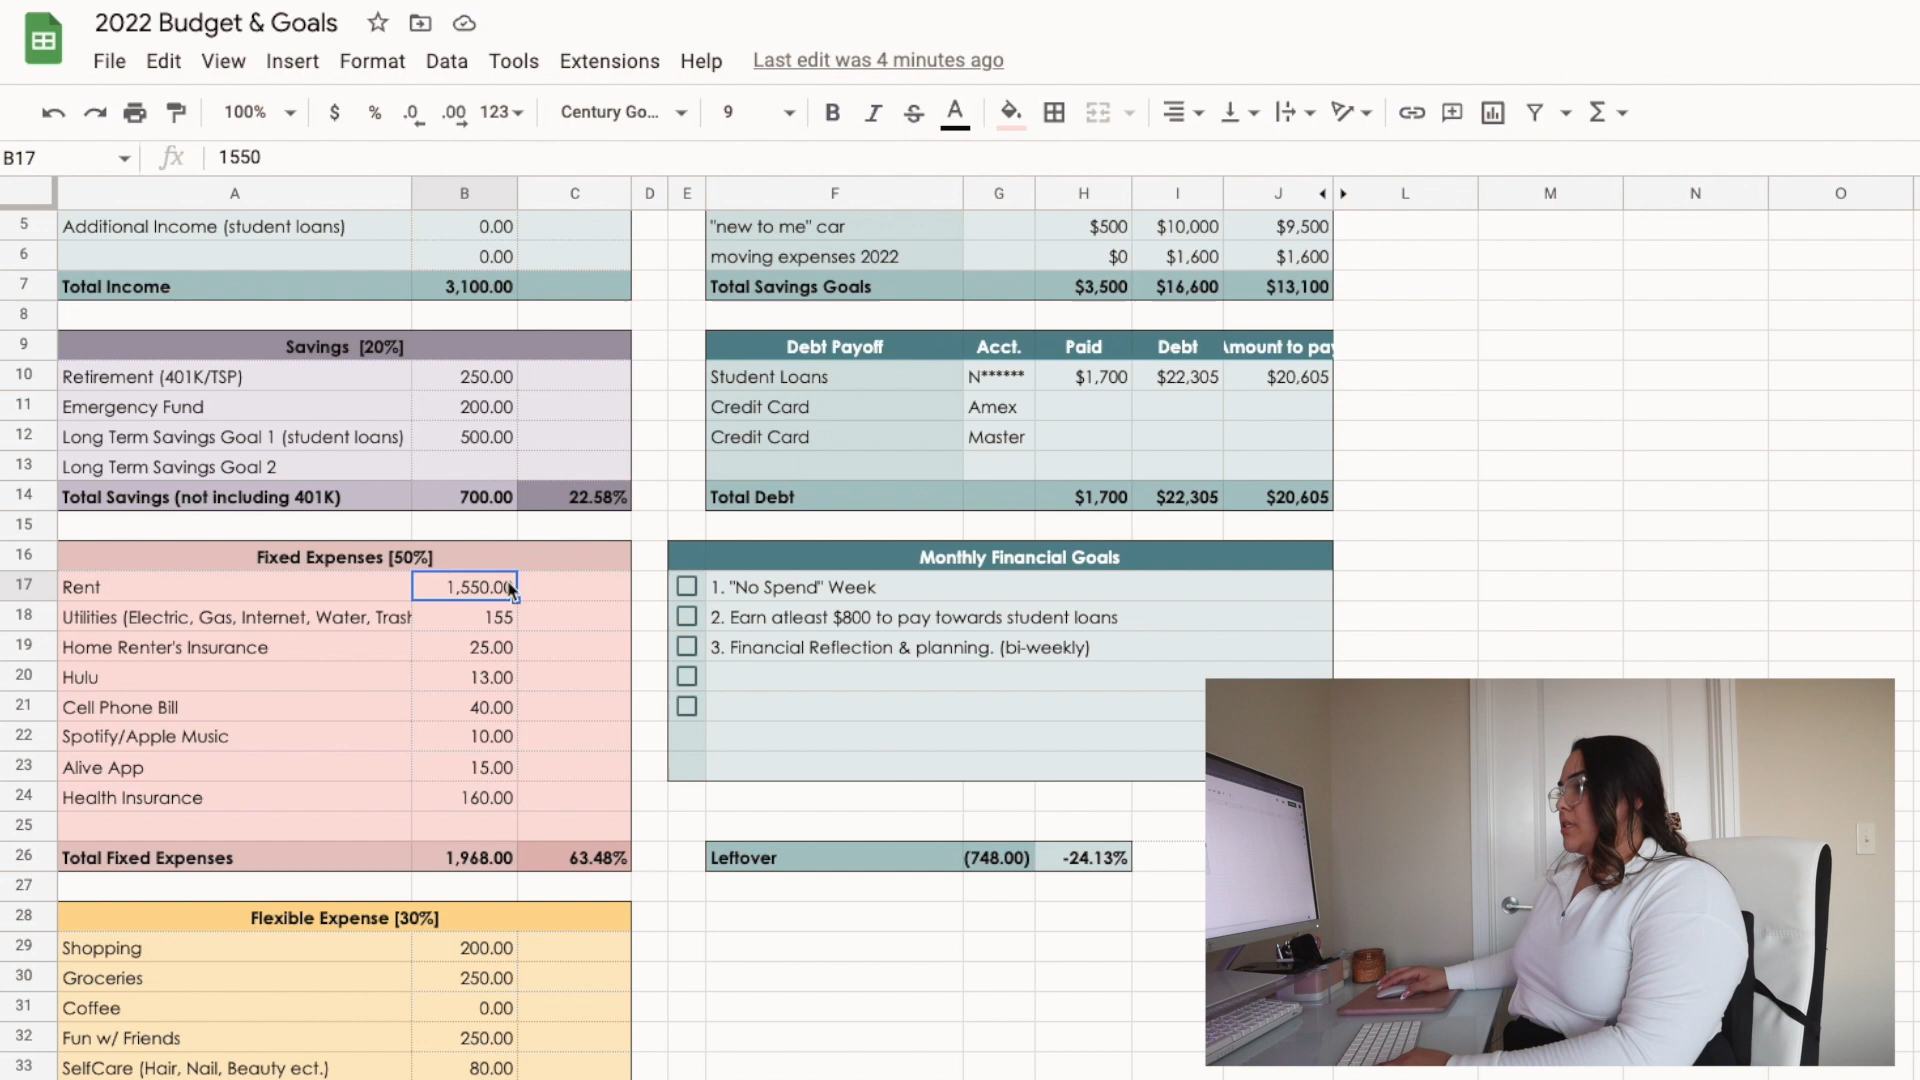 2022 Budget & Goals
File Edit View Insert Format Data Tools Extensions Help Last edit was 4 minutes ago
100% $ % .0 .00 123 Century Go... 9 B I S A
B17 fx 1550
A B C D E F G H I J L M N O
5 Additional Income (student loans) 0.00 "new to me" car $500 $10,000 $9,500
6 0.00 moving expenses 2022 $0 $1,600 $1,600
7 Total Income 3,100.00 Total Savings Goals $3,500 $16,600 $13,100
8
9 Savings [20%] Debt Payoff Acct. Paid Debt Amount to pay
10 Retirement (401K/TSP) 250.00 Student Loans N****** $1,700 $22,305 $20,605
11 Emergency Fund 200.00 Credit Card Amex
12 Long Term Savings Goal 1 (student loans) 500.00 Credit Card Master
13 Long Term Savings Goal 2
14 Total Savings (not including 401K) 700.00 22.58% Total Debt $1,700 $22,305 $20,605
15
16 Fixed Expenses [50%] Monthly Financial Goals
17 Rent 1,550.00 1. "No Spend" Week
18 Utilities (Electric, Gas, Internet, Water, Trash 155 2. Earn atleast $800 to pay towards student loans
19 Home Renter's Insurance 25.00 3. Financial Reflection & planning. (bi-weekly)
20 Hulu 13.00
21 Cell Phone Bill 40.00
22 Spotify/Apple Music 10.00
23 Alive App 15.00
24 Health Insurance 160.00
25
26 Total Fixed Expenses 1,968.00 63.48% Leftover (748.00) -24.13%
27
28 Flexible Expense [30%]
29 Shopping 200.00
30 Groceries 250.00
31 Coffee 0.00
32 Fun w/ Friends 250.00
33 SelfCare (Hair, Nail, Beauty ect.) 80.00